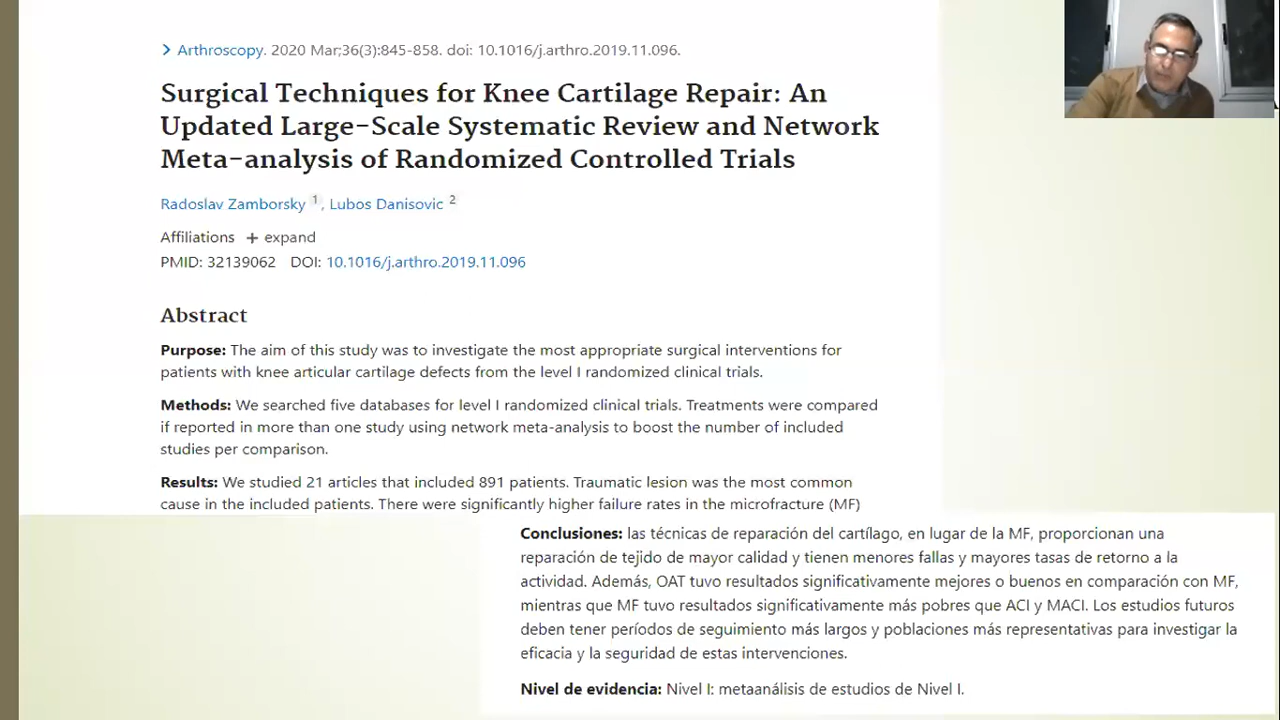 Arthroscopy. 2020 Mar;36(3):845-858. doi: 10.1016/j.arthro.2019.11.096.
Surgical Techniques for Knee Cartilage Repair: An
Updated Large-Scale Systematic Review and Network
Meta-analysis of Randomized Controlled Trials
Radoslav Zamborsky 1, Lubos Danisovic 2
Affiliations + expand
PMID: 32139062 DOI: 10.1016/j.arthro.2019.11.096
Abstract
Purpose: The aim of this study was to investigate the most appropriate surgical interventions for
patients with knee articular cartilage defects from the level I randomized clinical trials.
Methods: We searched five databases for level I randomized clinical trials. Treatments were compared
if reported in more than one study using network meta-analysis to boost the number of included
studies per comparison.
Results: We studied 21 articles that included 891 patients. Traumatic lesion was the most common
cause in the included patients. There were significantly higher failure rates in the microfracture (MF)
Conclusiones: las técnicas de reparación del cartílago, en lugar de la MF, proporcionan una
reparación de tejido de mayor calidad y tienen menores fallas y mayores tasas de retorno a la
actividad. Además, OAT tuvo resultados significativamente mejores o buenos en comparación con MF,
mientras que MF tuvo resultados significativamente más pobres que ACI y MACI. Los estudios futuros
deben tener períodos de seguimiento más largos y poblaciones más representativas para investigar la
eficacia y la seguridad de estas intervenciones.
Nivel de evidencia: Nivel I: metaanálisis de estudios de Nivel I.